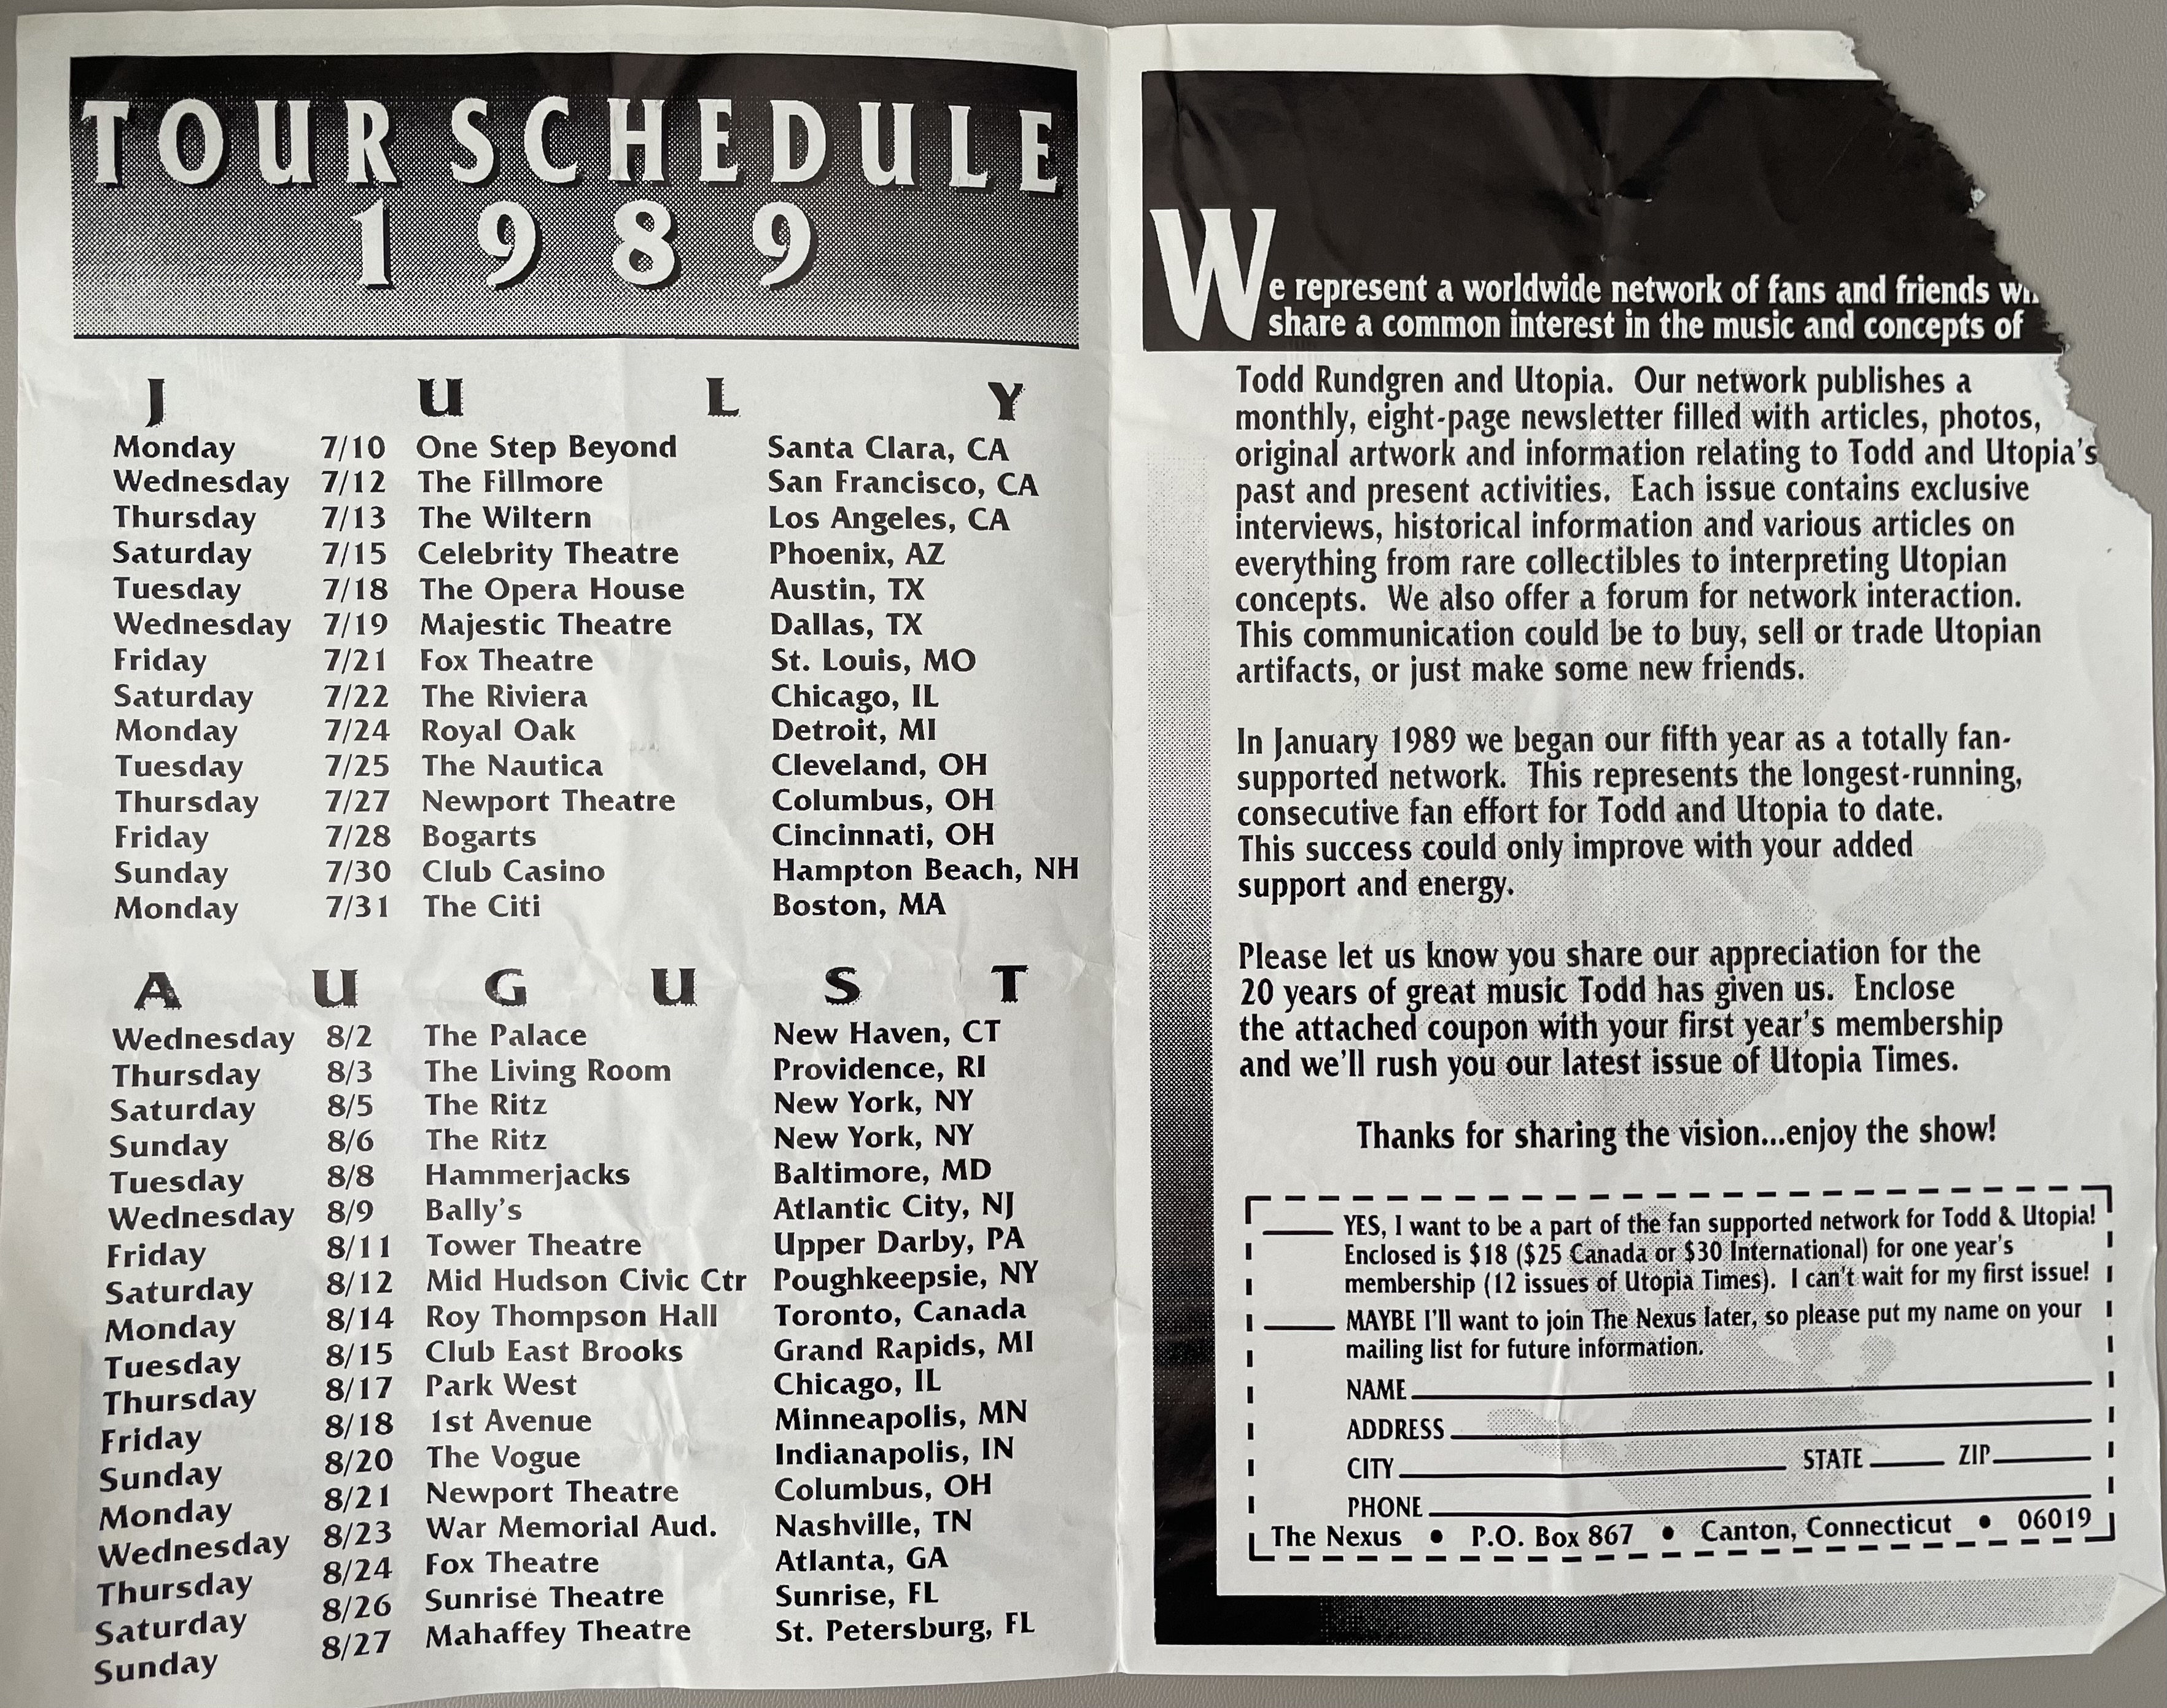 TOUR SCHEDULE
1989
JULY
Monday 7/10 One Step Beyond Santa Clara, CA
Wednesday 7/12 The Fillmore San Francisco, CA
Thursday 7/13 The Wiltern Los Angeles, CA
Saturday 7/15 Celebrity Theatre Phoenix, AZ
Tuesday 7/18 The Opera House Austin, TX
Wednesday 7/19 Majestic Theatre Dallas, TX
Friday 7/21 Fox Theatre St. Louis, MO
Saturday 7/22 The Riviera Chicago, IL
Monday 7/24 Royal Oak Detroit, MI
Tuesday 7/25 The Nautica Cleveland, OH
Thursday 7/27 Newport Theatre Columbus, OH
Friday 7/28 Bogarts Cincinnati, OH
Sunday 7/30 Club Casino Hampton Beach, NH
Monday 7/31 The Citi Boston, MA
AUGUST
Wednesday 8/2 The Palace New Haven, CT
Thursday 8/3 The Living Room Providence, RI
Saturday 8/5 The Ritz New York, NY
Sunday 8/6 The Ritz New York, NY
Tuesday 8/8 Hammerjacks Baltimore, MD
Wednesday 8/9 Bally's Atlantic City, NJ
Friday 8/11 Tower Theatre Upper Darby, PA
Saturday 8/12 Mid Hudson Civic Ctr Poughkeepsie, NY
Monday 8/14 Roy Thompson Hall Toronto, Canada
Tuesday 8/15 Club East Brooks Grand Rapids, MI
Thursday 8/17 Park West Chicago, IL
Friday 8/18 1st Avenue Minneapolis, MN
Sunday 8/20 The Vogue Indianapolis, IN
Monday 8/21 Newport Theatre Columbus, OH
Wednesday 8/23 War Memorial Aud. Nashville, TN
Thursday 8/24 Fox Theatre Atlanta, GA
Saturday 8/26 Sunrise Theatre Sunrise, FL
Sunday 8/27 Mahaffey Theatre St. Petersburg, FL
We represent a worldwide network of fans and friends
share a common interest in the music and concepts of
Todd Rundgren and Utopia. Our network publishes a
monthly, eight-page newsletter filled with articles, photos,
original artwork and information relating to Todd and Utopia's
past and present activities. Each issue contains exclusive
interviews, historical information and various articles on
everything from rare collectibles to interpreting Utopian
concepts. We also offer a forum for network interaction.
This communication could be to buy, sell or trade Utopian
artifacts, or just make some new friends.
In January 1989 we began our fifth year as a totally fan-
supported network. This represents the longest-running,
consecutive fan effort for Todd and Utopia to date.
This success could only improve with your added
support and energy.
Please let us know you share our appreciation for the
20 years of great music Todd has given us. Enclose
the attached coupon with your first year's membership
and we'll rush you our latest issue of Utopia Times.
Thanks for sharing the vision...enjoy the show!
YES, I want to be a part of the fan supported network for Todd & Utopia!
Enclosed is $18 ($25 Canada or $30 International) for one year's
membership (12 issues of Utopia Times). I can't wait for my first issue!
MAYBE I'll want to join The Nexus later, so please put my name on your
mailing list for future information.
NAME
ADDRESS
CITY STATE ZIP
PHONE
The Nexus • P.O. Box 867 • Canton, Connecticut • 06019